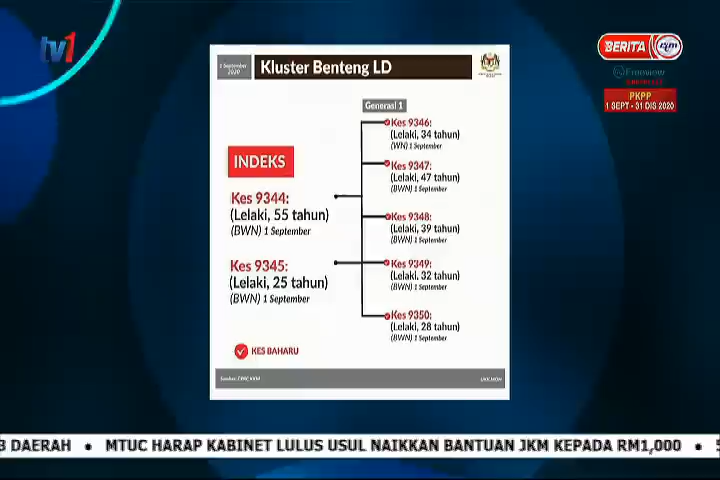 tv1
BERITA rtm
PKPP
1 SEPT - 31 DIS 2020
1 September
2020
Kluster Benteng LD
Generasi 1
INDEKS
Kes 9344:
(Lelaki, 55 tahun)
(BWN) 1 September
Kes 9345:
(Lelaki, 25 tahun)
(BWN) 1 September
Kes 9346:
(Lelaki, 34 tahun)
(WN) 1 September
Kes 9347:
(Lelaki, 47 tahun)
(BWN) 1 September
Kes 9348:
(Lelaki, 39 tahun)
(BWN) 1 September
Kes 9349:
(Lelaki, 32 tahun)
(BWN) 1 September
Kes 9350:
(Lelaki, 28 tahun)
(BWN) 1 September
KES BAHARU
Sumber: CPRC KKM
DAERAH • MTUC HARAP KABINET LULUS USUL NAIKKAN BANTUAN JKM KEPADA RM1,000 •